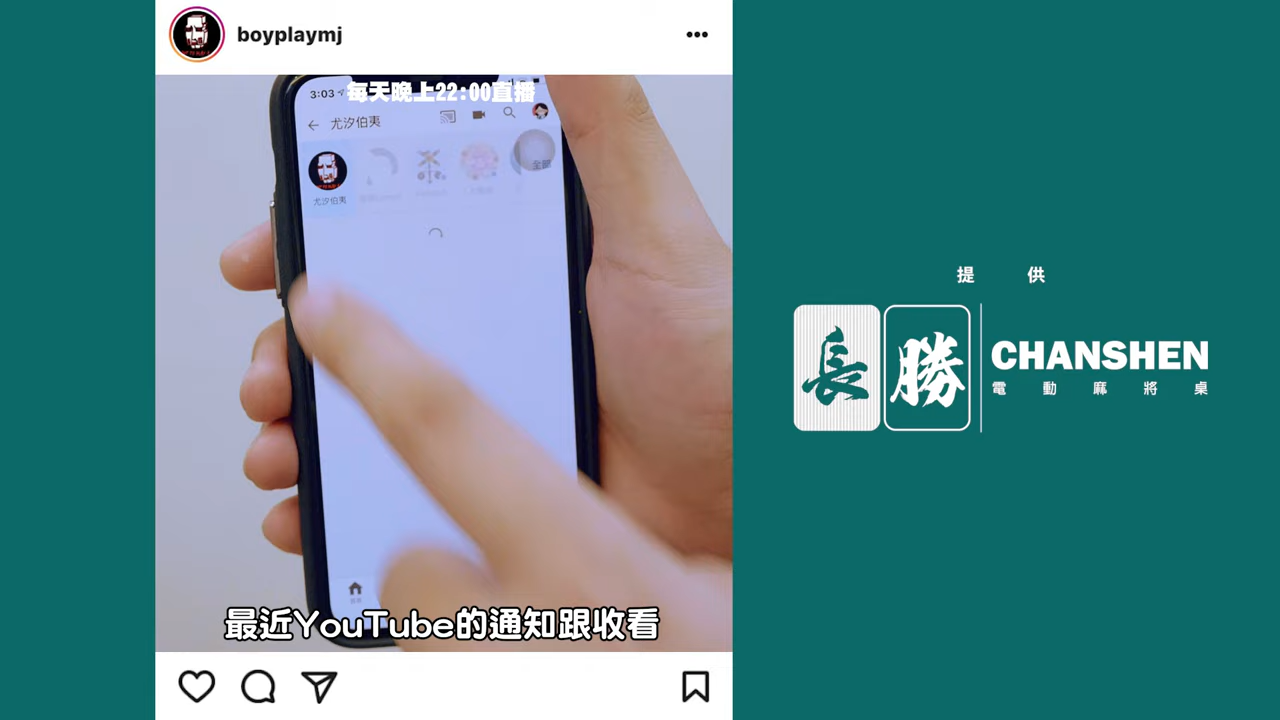 boyplaymj
每天晚上22:00直播
3:03
尤汐伯夷
全部
尤汐伯夷
最近YouTube的通知跟收看
提 供
長勝
CHANSHEN
電動麻將桌